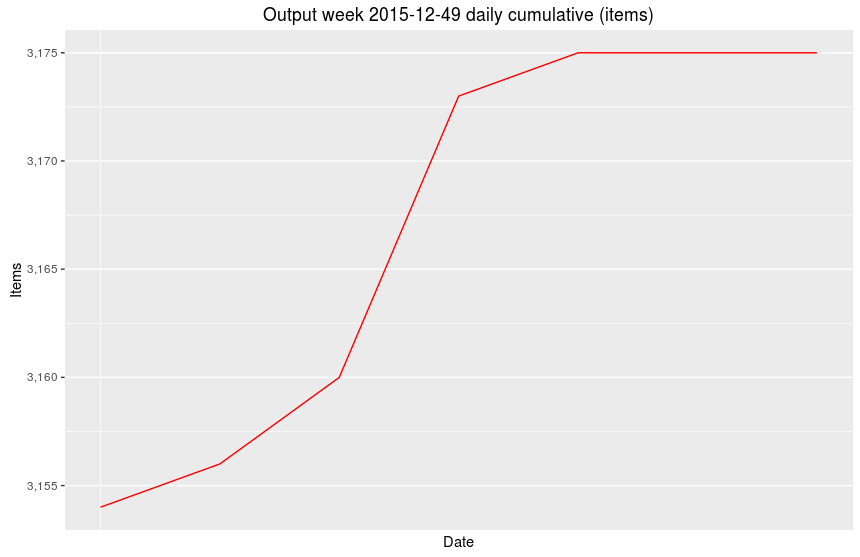 Output week 2015-12-49 daily cumulative (items)
3,175
3,170
3,165
3,160
3,155
Items
Date